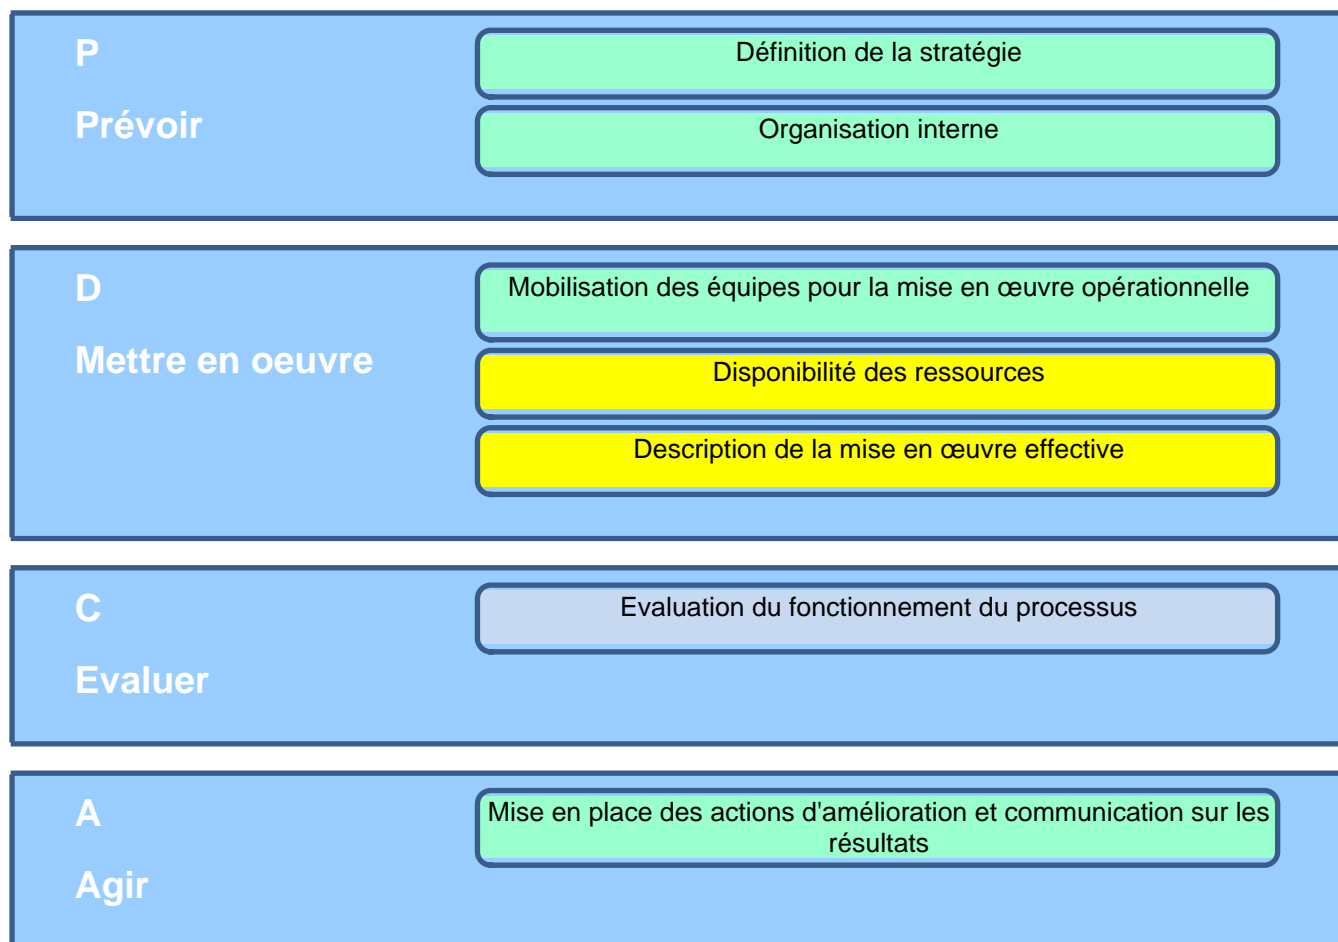 P
Prévoir
Définition de la stratégie
Organisation interne
D
Mettre en oeuvre
Mobilisation des équipes pour la mise en œuvre opérationnelle
Disponibilité des ressources
Description de la mise en œuvre effective
C
Evaluer
Evaluation du fonctionnement du processus
A
Agir
Mise en place des actions d'amélioration et communication sur les
résultats